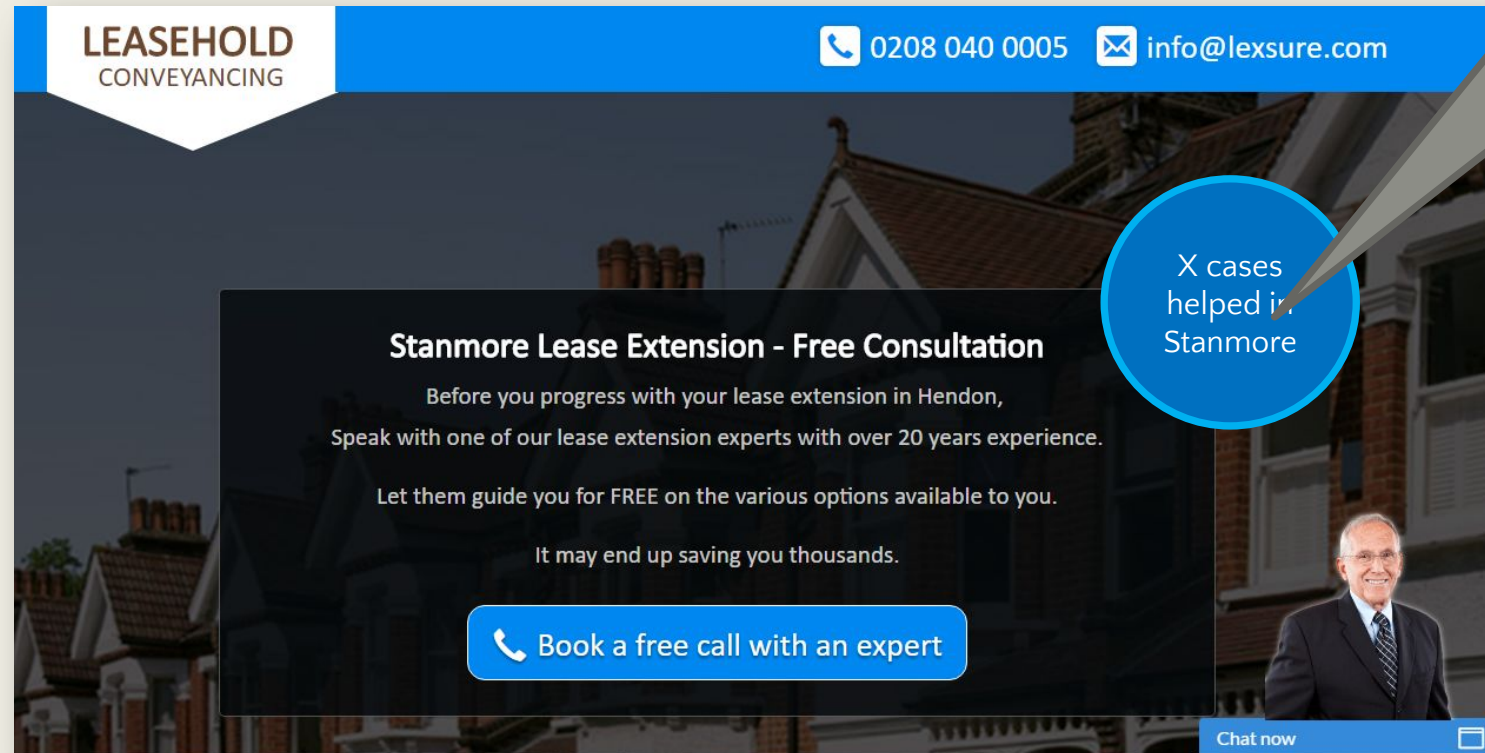 LEASEHOLD
CONVEYANCING
0208 040 0005
info@lexsure.com
X cases
helped in
Stanmore
Stanmore Lease Extension - Free Consultation
Before you progress with your lease extension in Hendon,
Speak with one of our lease extension experts with over 20 years experience.
Let them guide you for FREE on the various options available to you.
It may end up saving you thousands.
Book a free call with an expert
Chat now